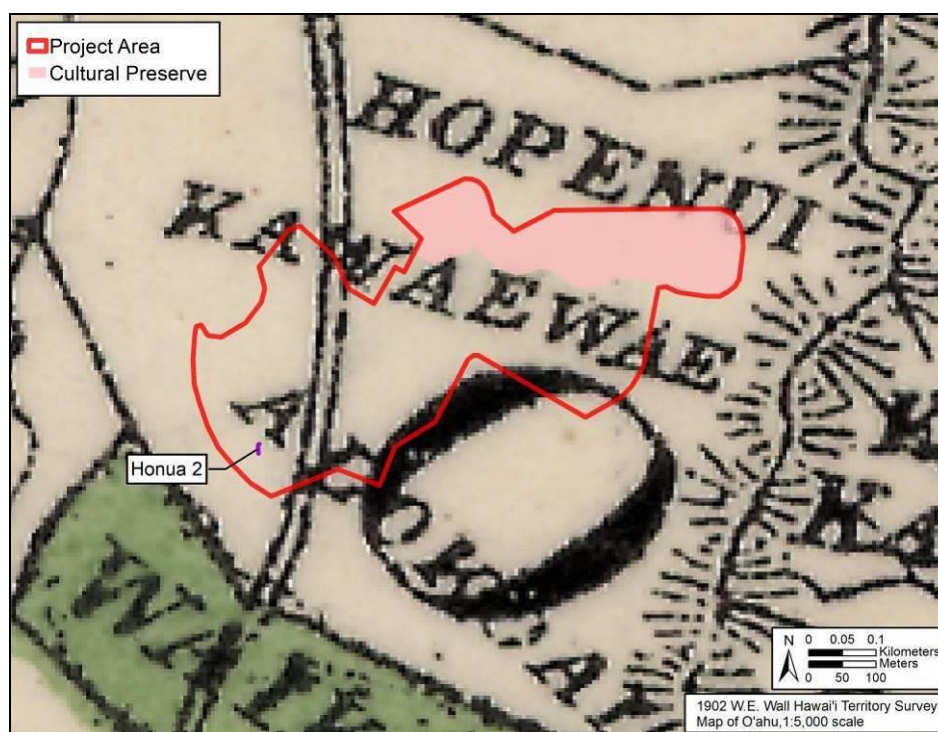 Project Area
Cultural Preserve
HOPENUI
KAWAEWAE
Honua 2
N 0 0.05 0.1
Kilometers
Meters
0 50 100
1902 W.E. Wall Hawai'i Territory Survey
Map of O'ahu,1:5,000 scale